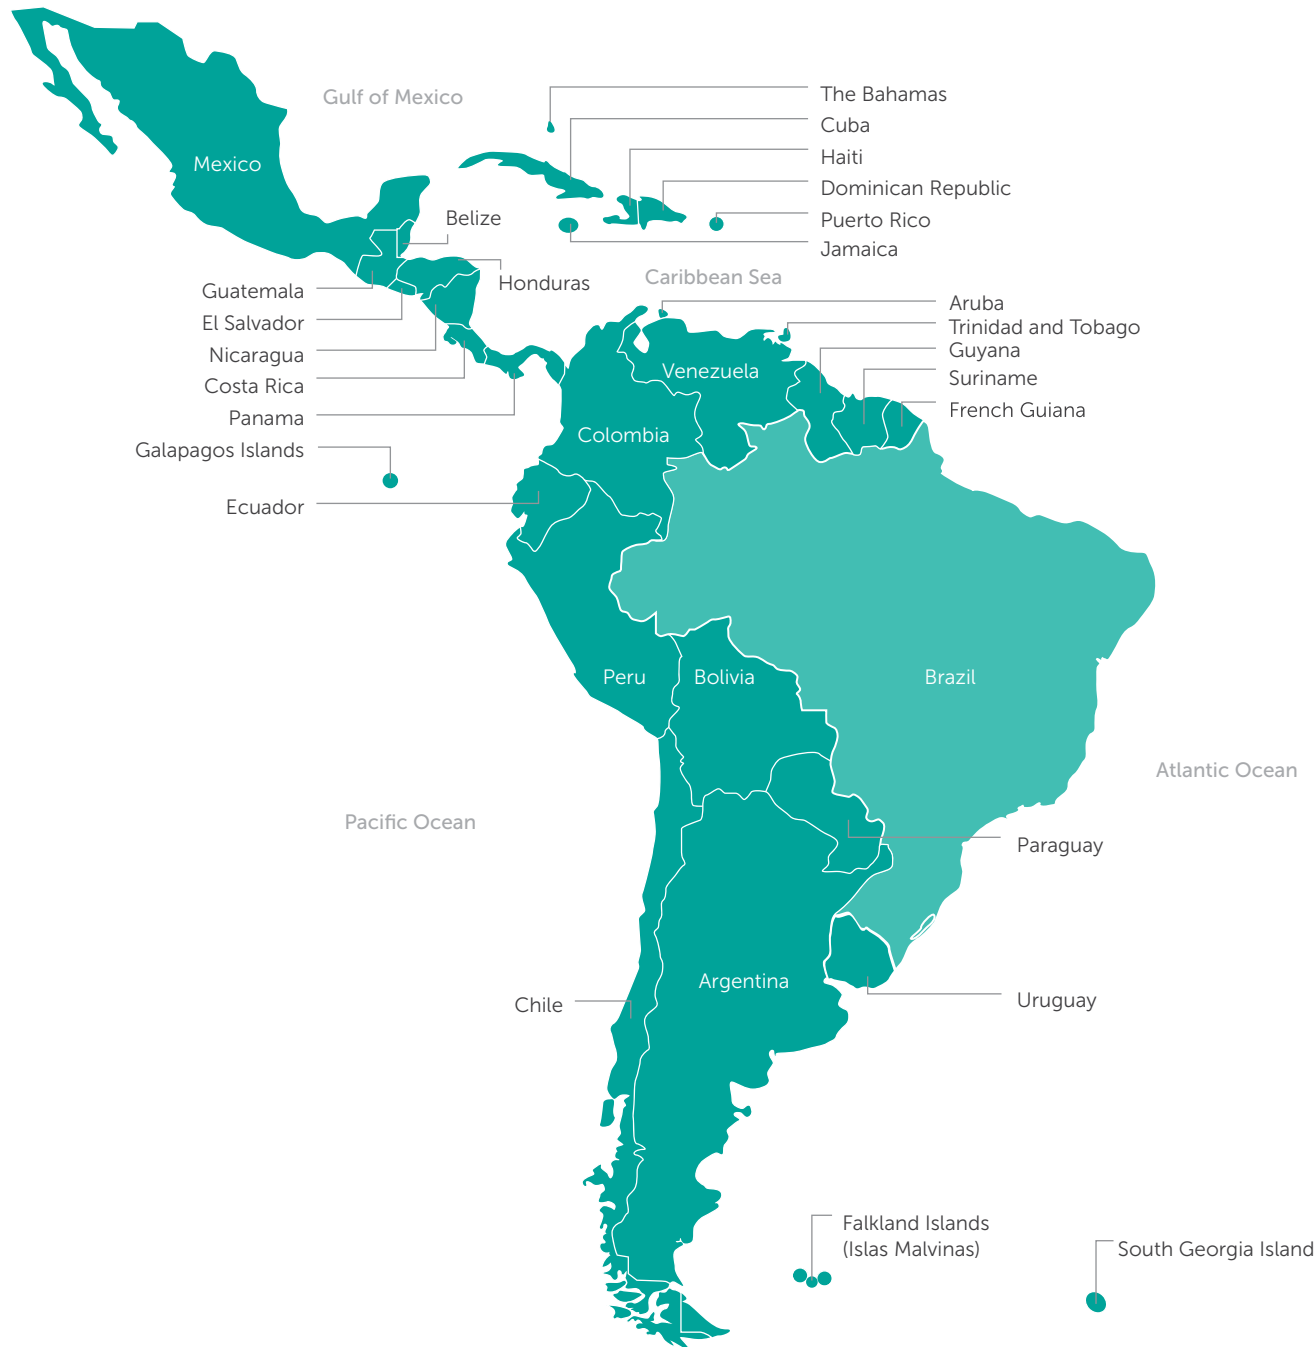 Gulf of Mexico
The Bahamas
Cuba
Haiti
Dominican Republic
Puerto Rico
Jamaica
Mexico
Belize
Honduras
Caribbean Sea
Guatemala
El Salvador
Nicaragua
Costa Rica
Panama
Galapagos Islands
Ecuador
Aruba
Trinidad and Tobago
Guyana
Suriname
French Guiana
Venezuela
Colombia
Peru
Bolivia
Brazil
Atlantic Ocean
Pacific Ocean
Paraguay
Argentina
Chile
Uruguay
Falkland Islands
(Islas Malvinas)
South Georgia Island